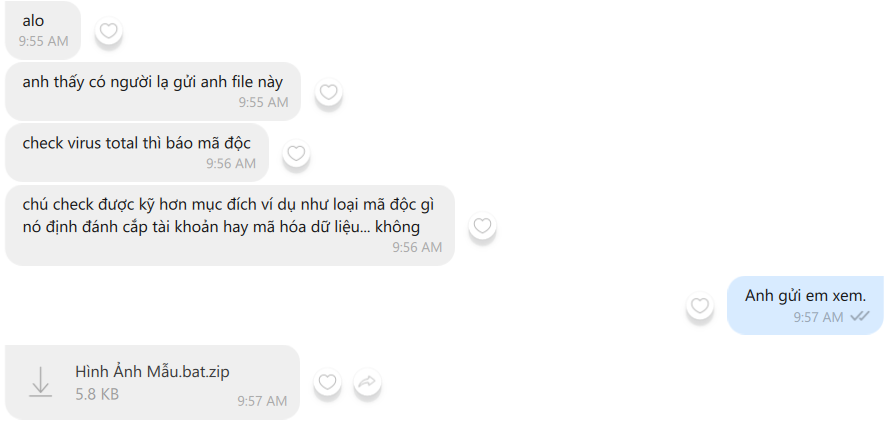 alo
9:55 AM
anh thấy có người lạ gửi anh file này
9:55 AM
check virus total thì báo mã độc
9:56 AM
chú check được kỹ hơn mục đích ví dụ như loại mã độc gì
nó định đánh cắp tài khoản hay mã hóa dữ liệu... không
9:56 AM
Anh gửi em xem.
9:57 AM
Hình Ảnh Mẫu.bat.zip
5.8 KB
9:57 AM